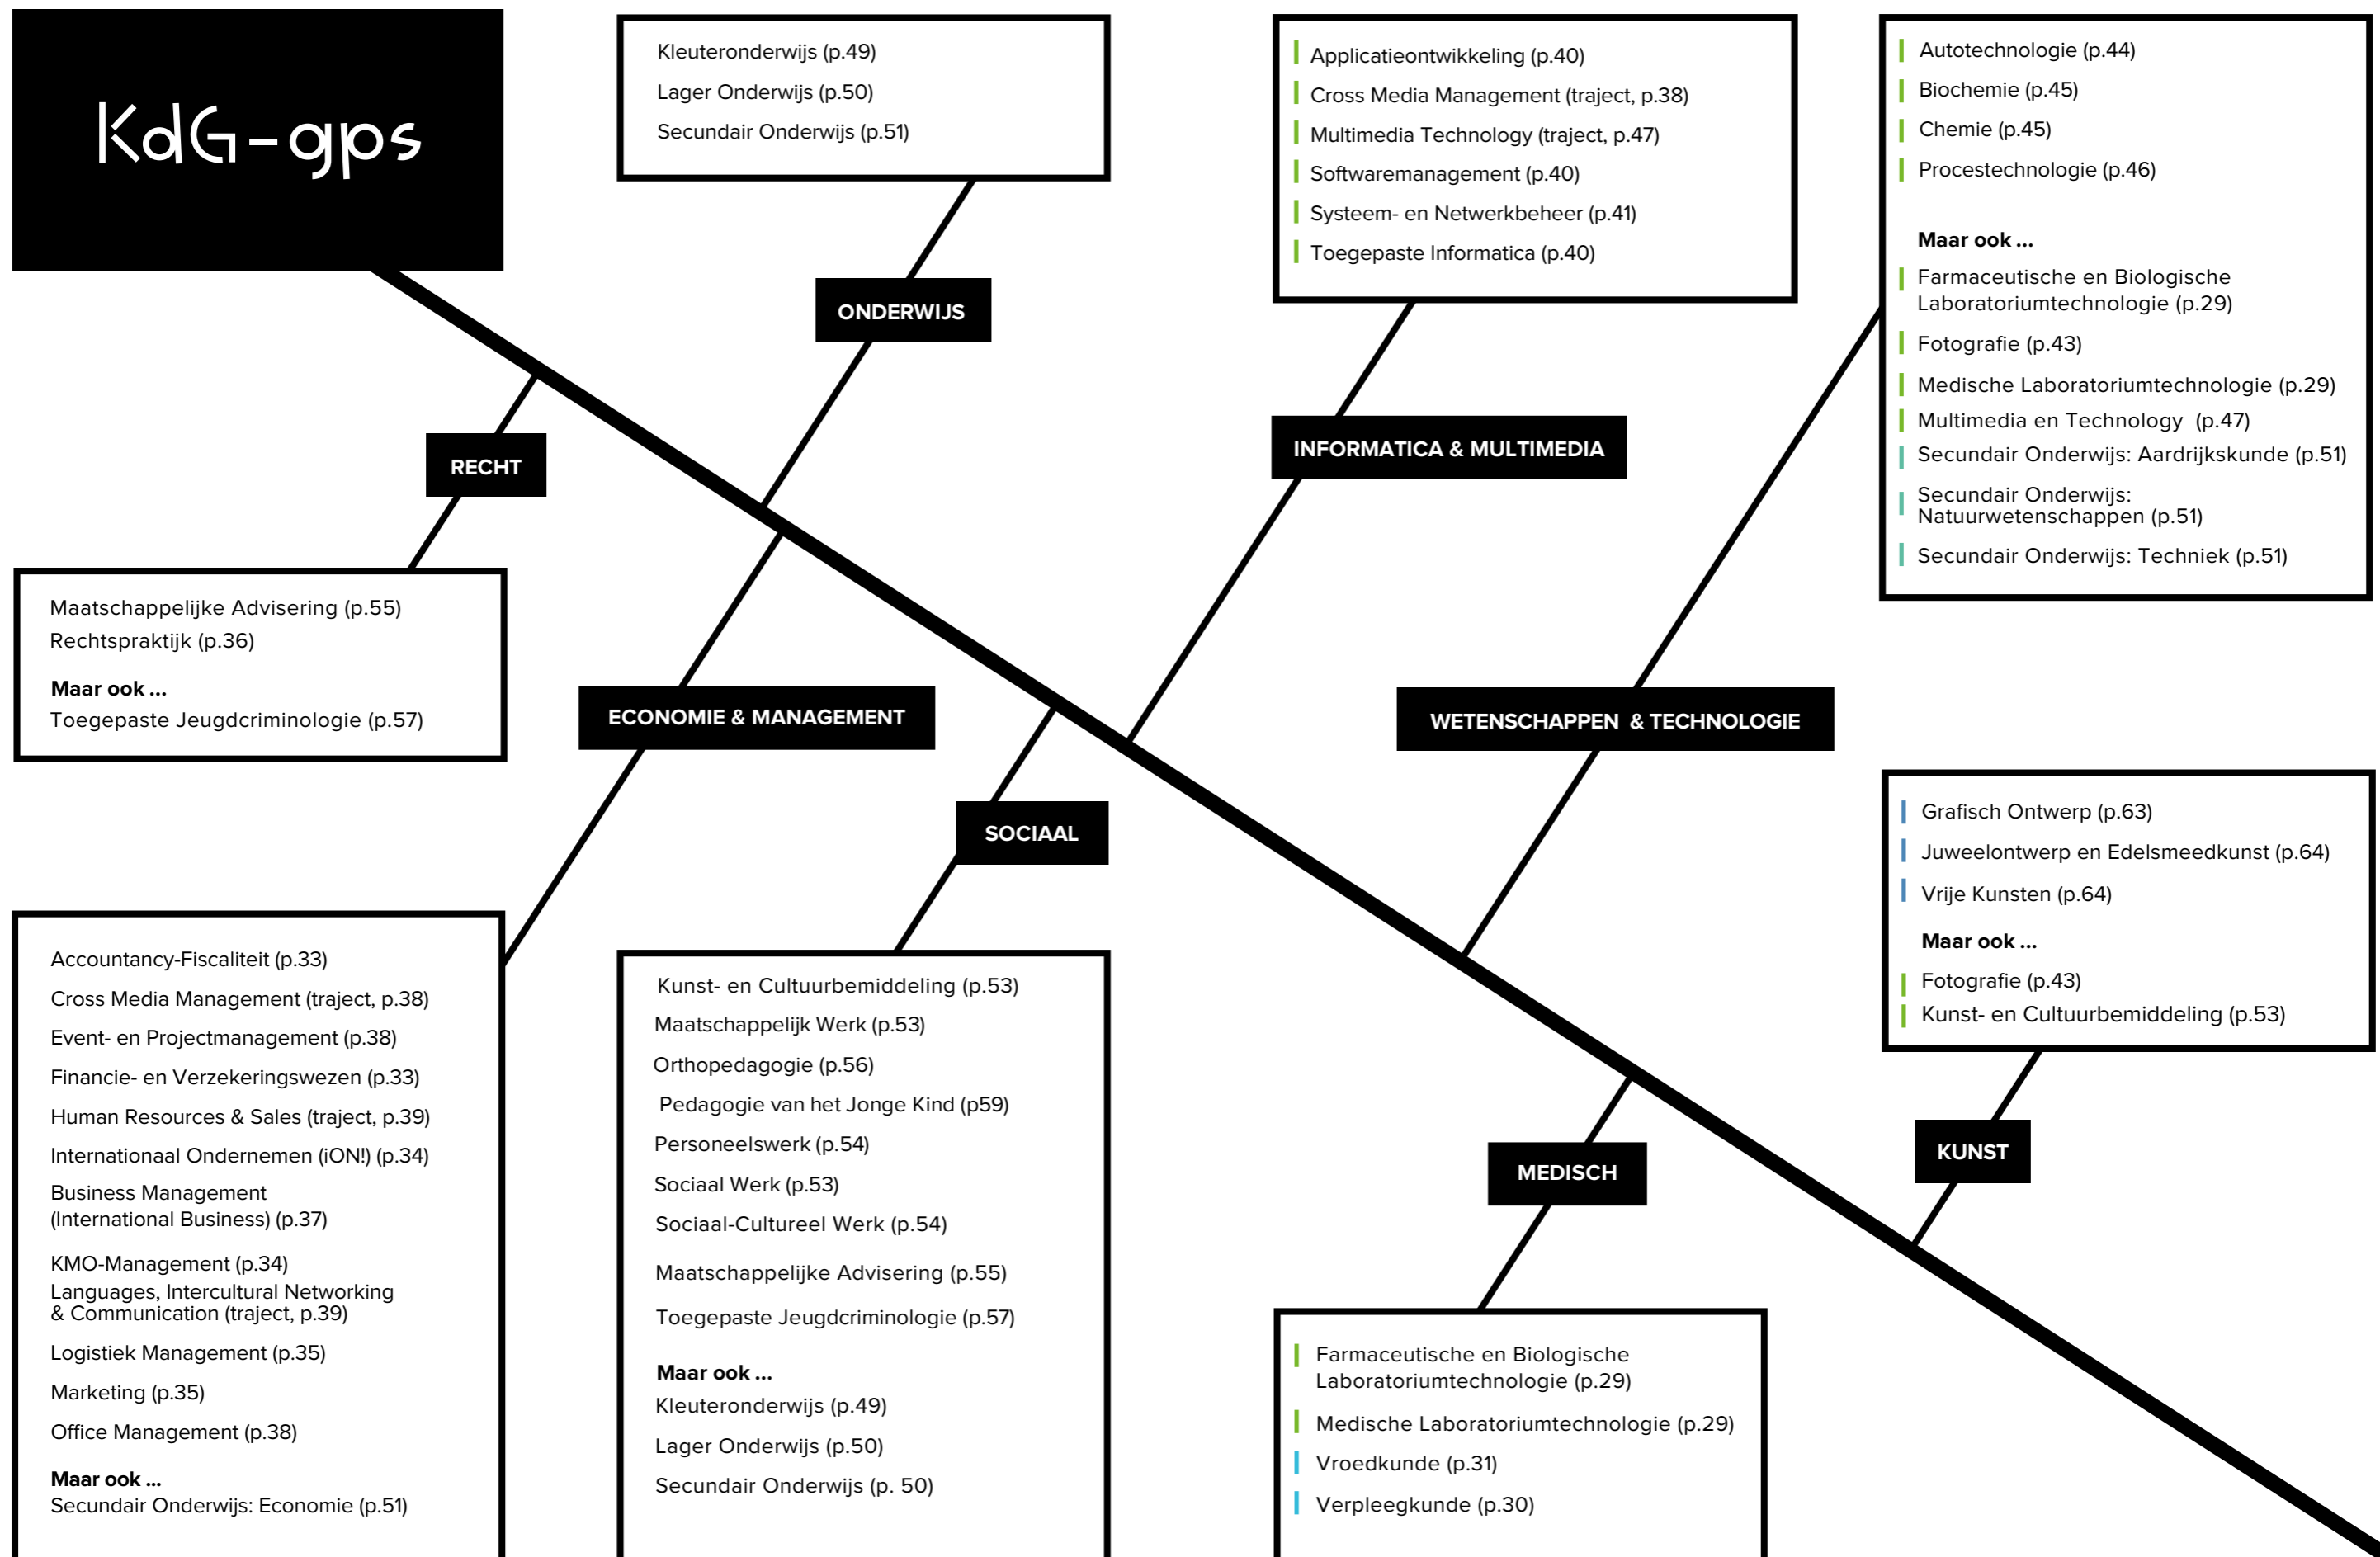 KdG-gps
Kleuteronderwijs (p.49)
Lager Onderwijs (p.50)
Secundair Onderwijs (p.51)
ONDERWIJS
Applicatieontwikkeling (p.40)
Cross Media Management (traject, p.38)
Multimedia Technology (traject, p.47)
Softwaremanagement (p.40)
Systeem- en Netwerkbeheer (p.41)
Toegepaste Informatica (p.40)
INFORMATICA & MULTIMEDIA
Autotechnologie (p.44)
Biochemie (p.45)
Chemie (p.45)
Procestechnologie (p.46)
Maar ook ...
Farmaceutische en Biologische
Laboratoriumtechnologie (p.29)
Fotografie (p.43)
Medische Laboratoriumtechnologie (p.29)
Multimedia en Technology (p.47)
Secundair Onderwijs: Aardrijkskunde (p.51)
Secundair Onderwijs:
Natuurwetenschappen (p.51)
Secundair Onderwijs: Techniek (p.51)
WETENSCHAPPEN & TECHNOLOGIE
RECHT
Maatschappelijke Advisering (p.55)
Rechtspraktijk (p.36)
Maar ook ...
Toegepaste Jeugdcriminologie (p.57)
ECONOMIE & MANAGEMENT
Accountancy-Fiscaliteit (p.33)
Cross Media Management (traject, p.38)
Event- en Projectmanagement (p.38)
Financie- en Verzekeringswezen (p.33)
Human Resources & Sales (traject, p.39)
Internationaal Ondernemen (iON!) (p.34)
Business Management
(International Business) (p.37)
KMO-Management (p.34)
Languages, Intercultural Networking
& Communication (traject, p.39)
Logistiek Management (p.35)
Marketing (p.35)
Office Management (p.38)
Maar ook ...
Secundair Onderwijs: Economie (p.51)
SOCIAAL
Kunst- en Cultuurbemiddeling (p.53)
Maatschappelijk Werk (p.53)
Orthopedagogie (p.56)
Pedagogie van het Jonge Kind (p59)
Personeelswerk (p.54)
Sociaal Werk (p.53)
Sociaal-Cultureel Werk (p.54)
Maatschappelijke Advisering (p.55)
Toegepaste Jeugdcriminologie (p.57)
Maar ook ...
Kleuteronderwijs (p.49)
Lager Onderwijs (p.50)
Secundair Onderwijs (p. 50)
MEDISCH
Farmaceutische en Biologische
Laboratoriumtechnologie (p.29)
Medische Laboratoriumtechnologie (p.29)
Vroedkunde (p.31)
Verpleegkunde (p.30)
Grafisch Ontwerp (p.63)
Juweelontwerp en Edelsmeedkunst (p.64)
Vrije Kunsten (p.64)
Maar ook ...
Fotografie (p.43)
Kunst- en Cultuurbemiddeling (p.53)
KUNST